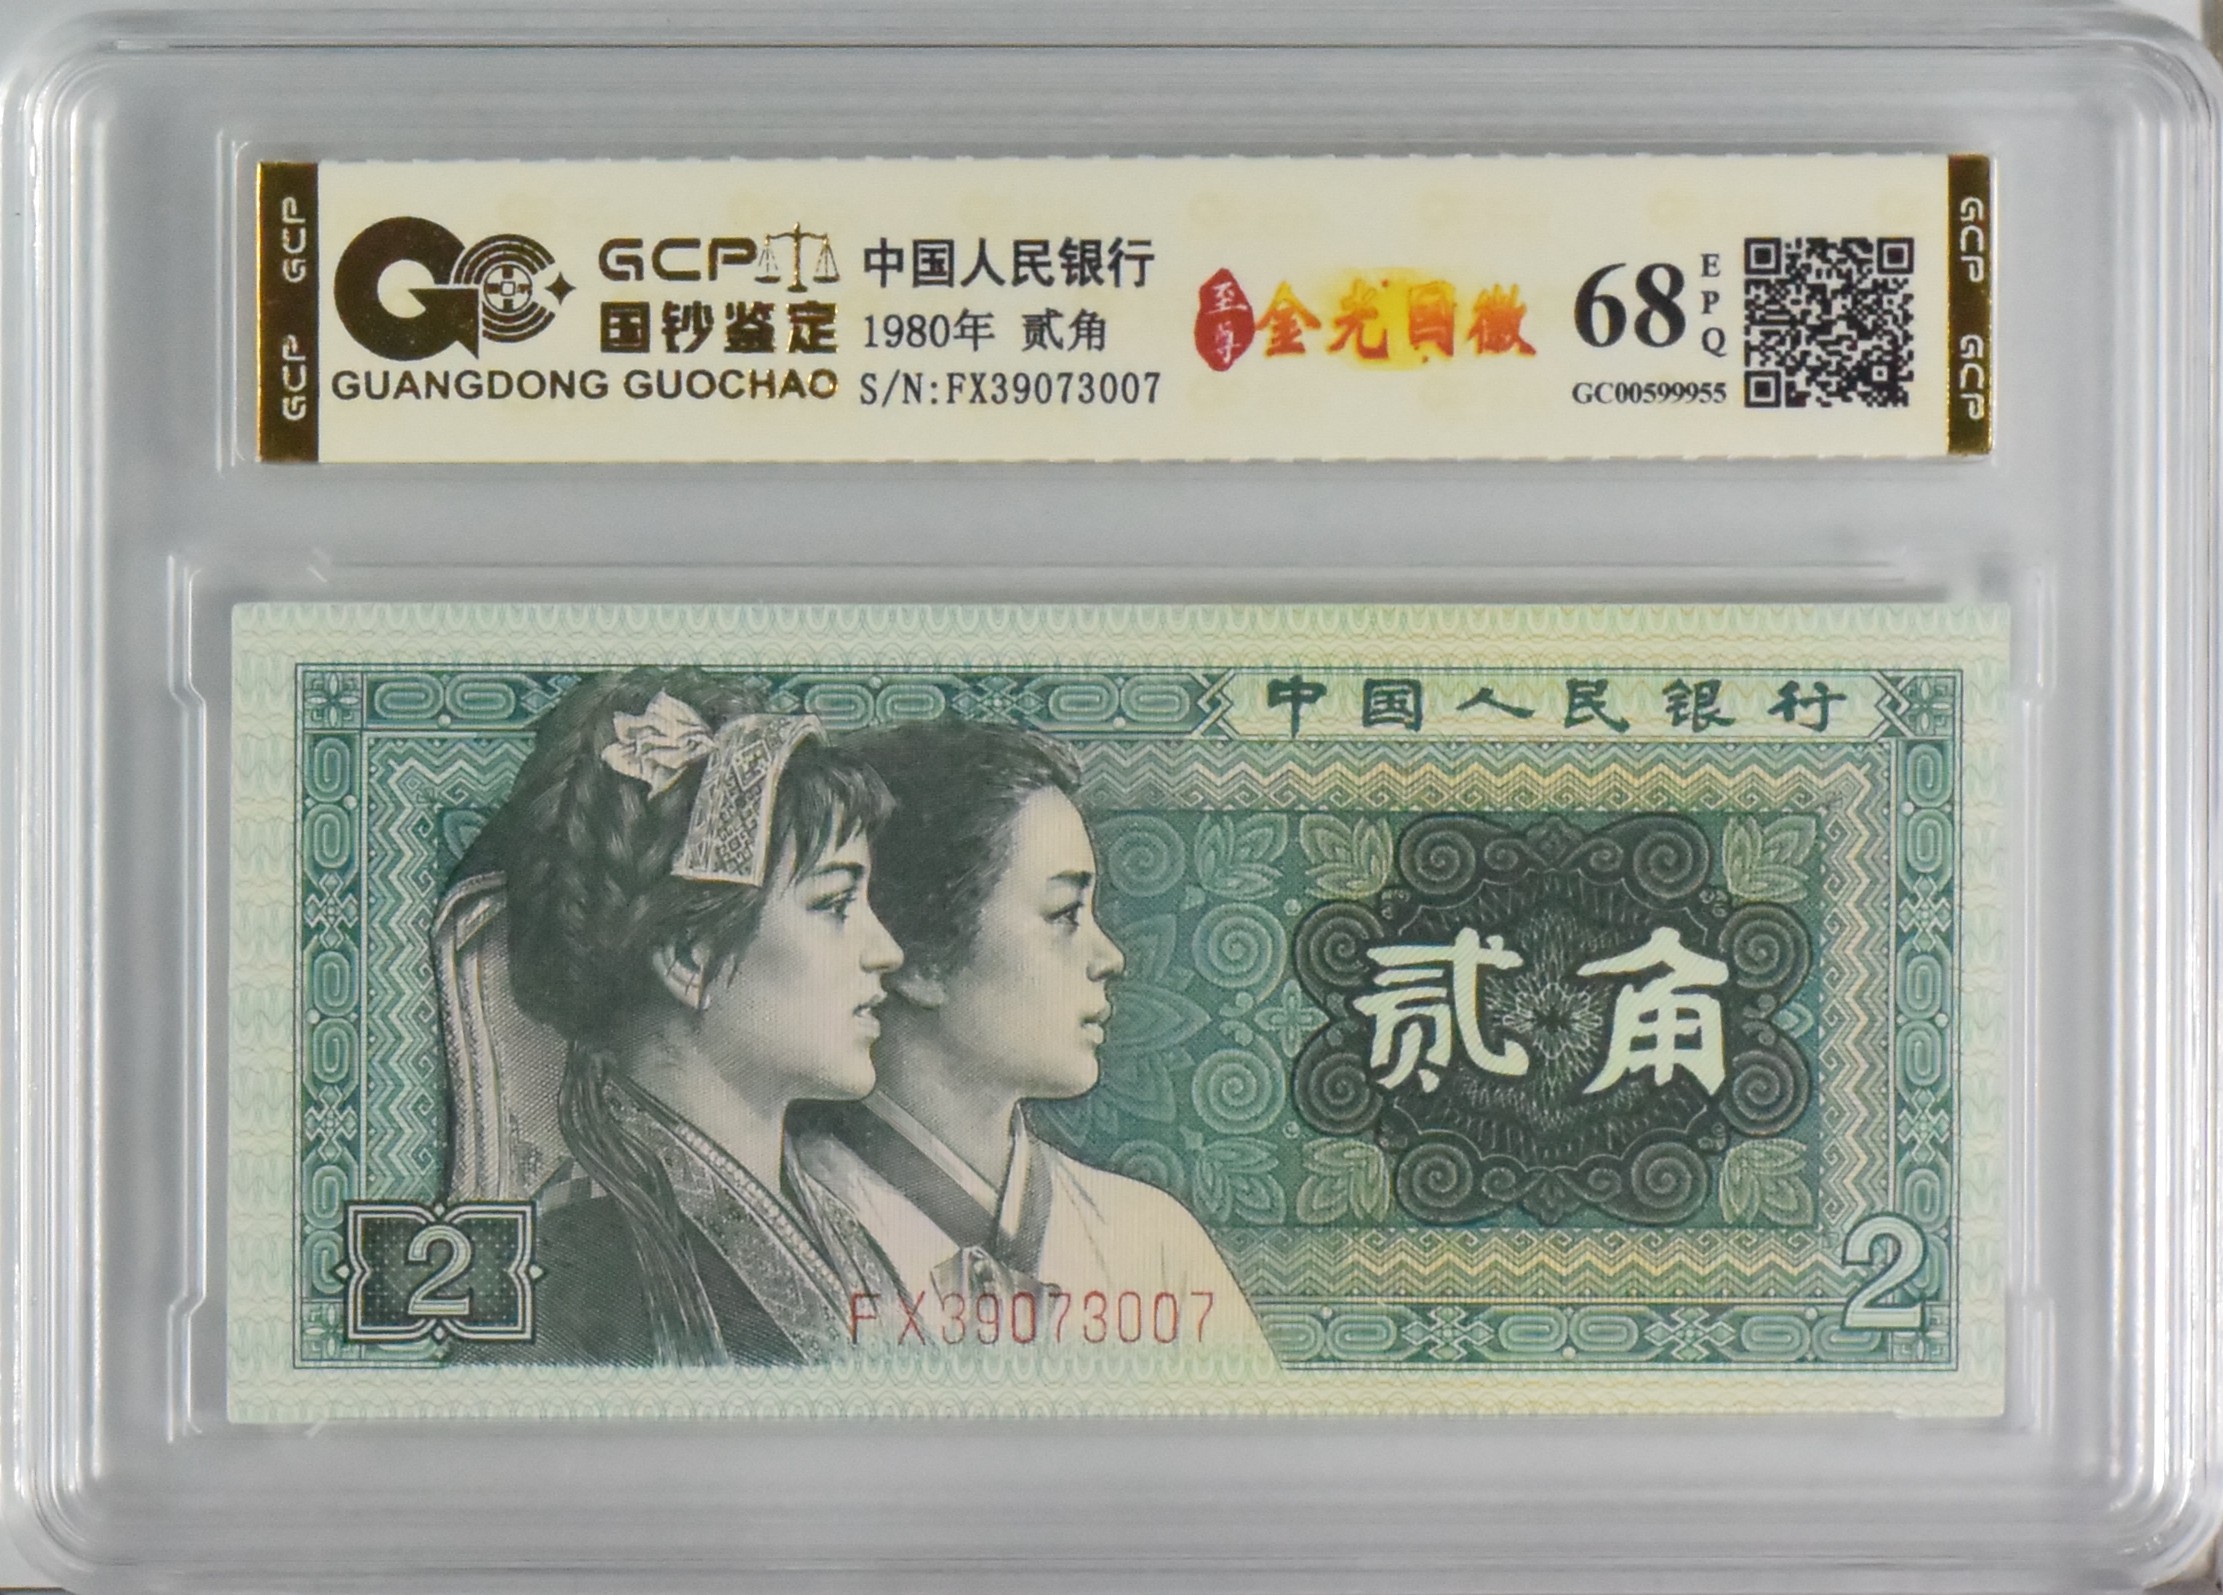 GCP GCP
GCP
国钞鉴定
GUANGDONG GUOCHAO
中国人民银行
1980年 贰角
S/N:FX39073007
至尊
金光国徽
68
EPQ
GC00599955
GCP GCP
中国人民银行
贰角
2
FX39073007
2